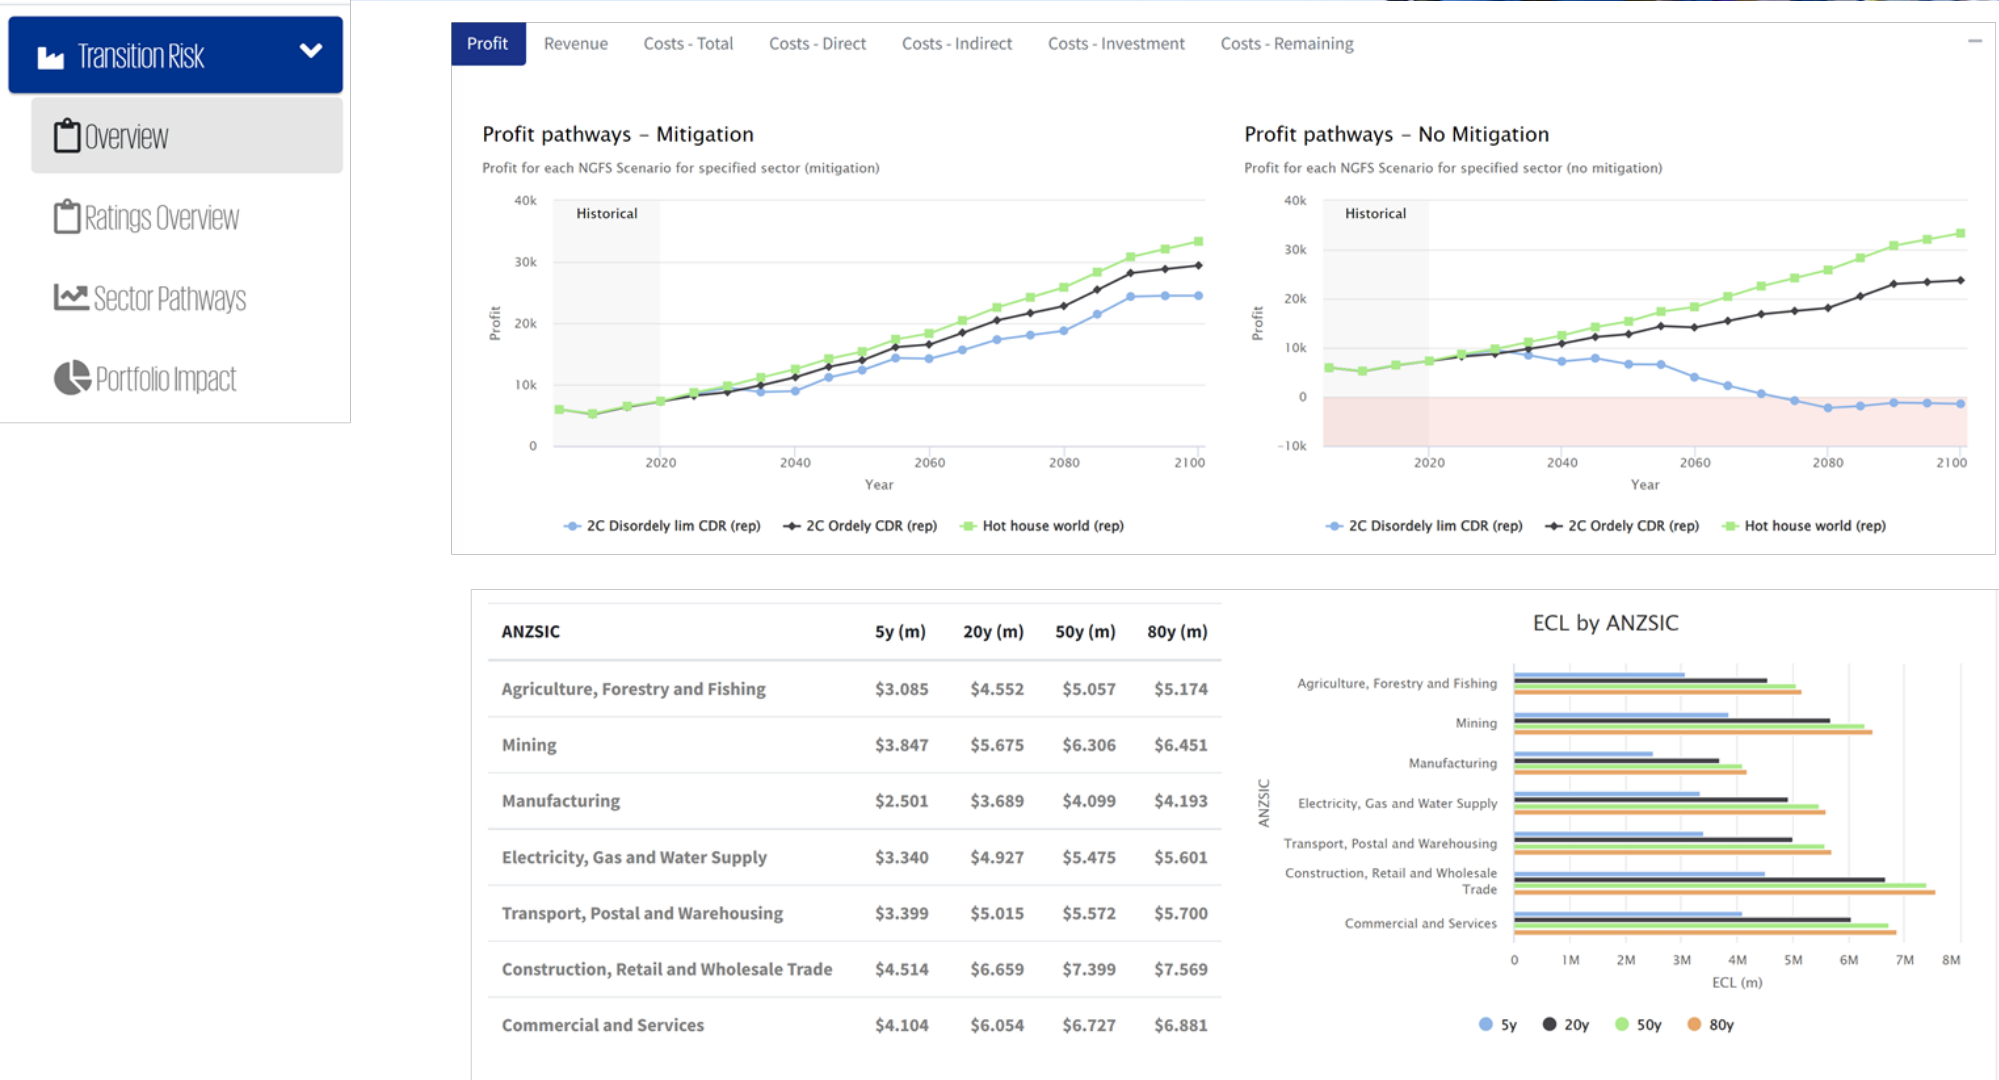 Transition Risk
Overview
Ratings Overview
Sector Pathways
Portfolio Impact
Profit Revenue Costs - Total Costs - Direct Costs - Indirect Costs - Investment Costs - Remaining
Profit pathways – Mitigation
Profit for each NGFS Scenario for specified sector (mitigation)
40k
Historical
30k
20k
10k
0
Profit
2020 2040 2060 2080 2100
Year
2C Disordely lim CDR (rep) 2C Ordely CDR (rep) Hot house world (rep)
Profit pathways – No Mitigation
Profit for each NGFS Scenario for specified sector (no mitigation)
40k
Historical
30k
20k
10k
0
-10k
Profit
2020 2040 2060 2080 2100
Year
2C Disordely lim CDR (rep) 2C Ordely CDR (rep) Hot house world (rep)
ANZSIC 5y (m) 20y (m) 50y (m) 80y (m)
Agriculture, Forestry and Fishing $3.085 $4.552 $5.057 $5.174
Mining $3.847 $5.675 $6.306 $6.451
Manufacturing $2.501 $3.689 $4.099 $4.193
Electricity, Gas and Water Supply $3.340 $4.927 $5.475 $5.601
Transport, Postal and Warehousing $3.399 $5.015 $5.572 $5.700
Construction, Retail and Wholesale Trade $4.514 $6.659 $7.399 $7.569
Commercial and Services $4.104 $6.054 $6.727 $6.881
ECL by ANZSIC
ANZSIC
Agriculture, Forestry and Fishing
Mining
Manufacturing
Electricity, Gas and Water Supply
Transport, Postal and Warehousing
Construction, Retail and Wholesale
Trade
Commercial and Services
0 1M 2M 3M 4M 5M 6M 7M 8M
ECL (m)
5y 20y 50y 80y